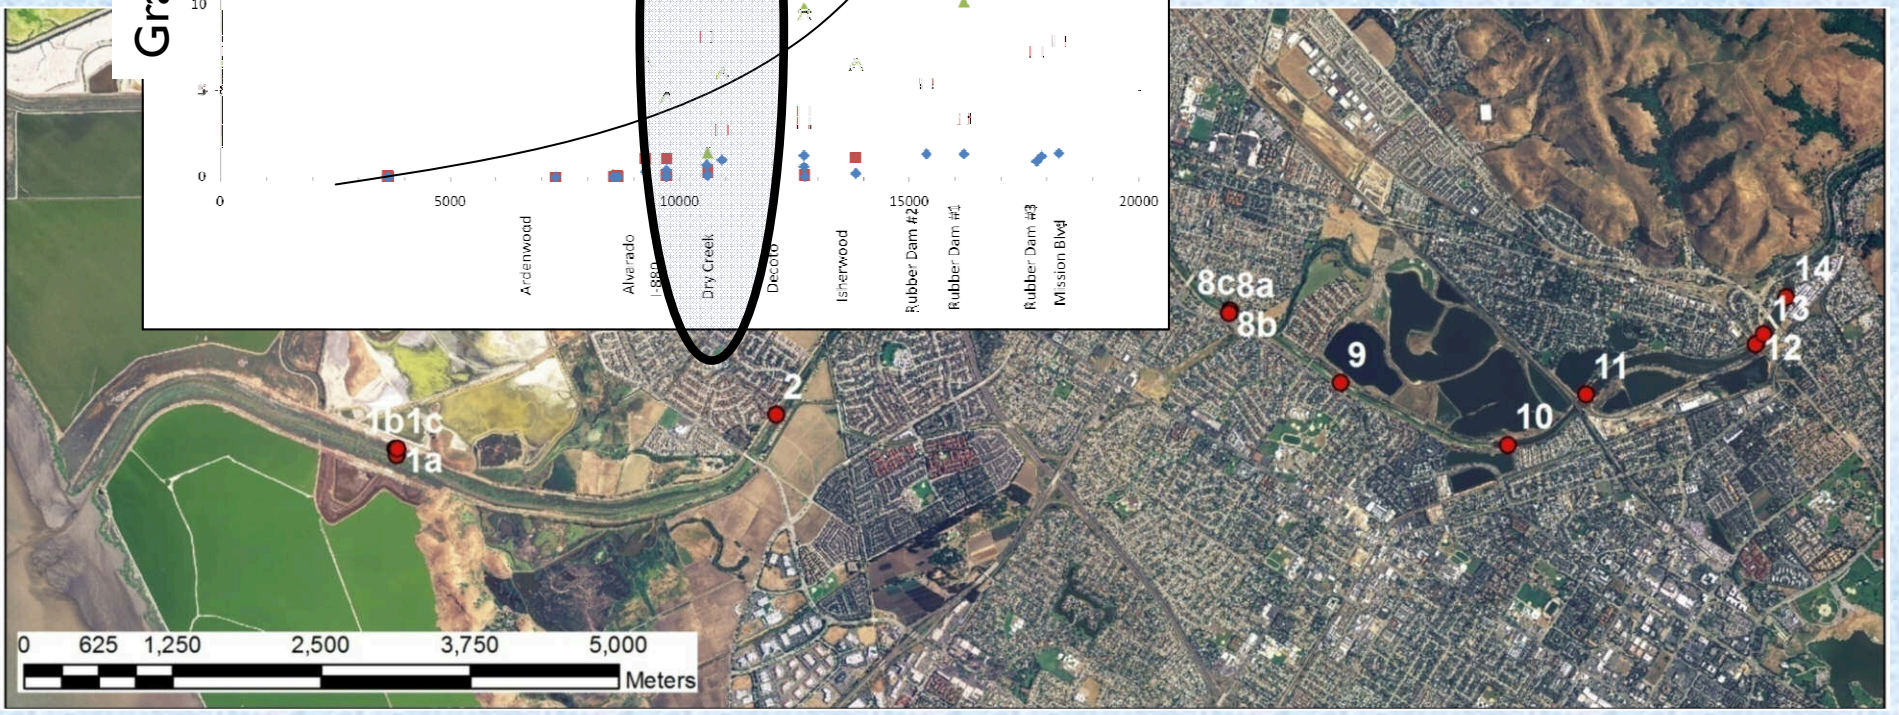 Gra
10
5
0
0 5000 10000 15000 20000
Ardenwood
Alvarado
I-880
Dry Creek
Decoto
Isherwood
Rubber Dam #2
Rubber Dam #1
Rubber Dam #3
Mission Blvd
14
8c8a
13
8b
12
9
11
2
10
1b1c
1a
0 625 1,250 2,500 3,750 5,000
Meters